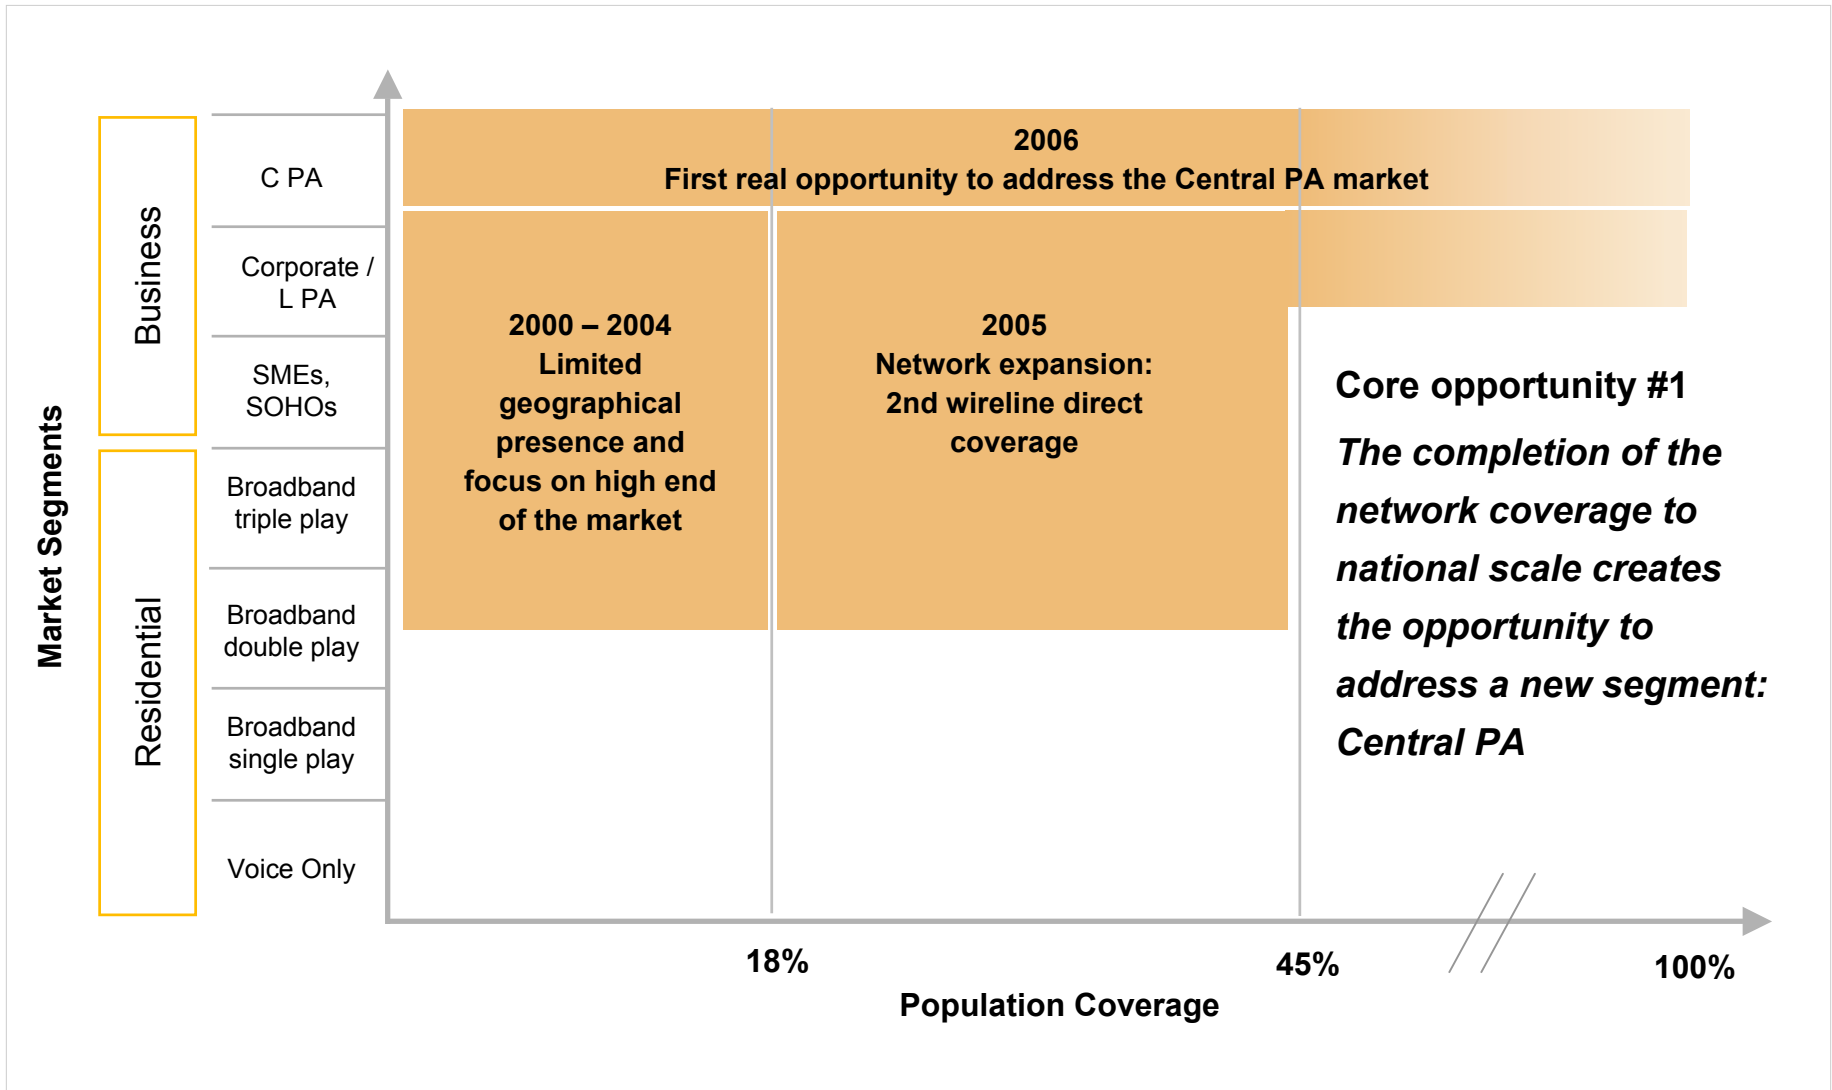 Market Segments
Business
Residential
C PA
Corporate /
L PA
SMEs,
SOHOs
Broadband
triple play
Broadband
double play
Broadband
single play
Voice Only
2006
First real opportunity to address the Central PA market
2000 – 2004
Limited
geographical
presence and
focus on high end
of the market
2005
Network expansion:
2nd wireline direct
coverage
Core opportunity #1
The completion of the
network coverage to
national scale creates
the opportunity to
address a new segment:
Central PA
18%
45%
100%
Population Coverage